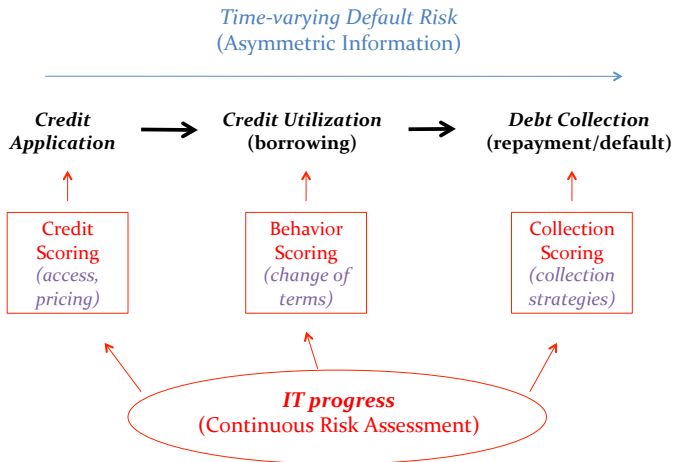 Time-varying Default Risk
(Asymmetric Information)
Credit
Application
Credit Utilization
(borrowing)
Debt Collection
(repayment/default)
Credit
Scoring
(access,
pricing)
Behavior
Scoring
(change of
terms)
Collection
Scoring
(collection
strategies)
IT progress
(Continuous Risk Assessment)